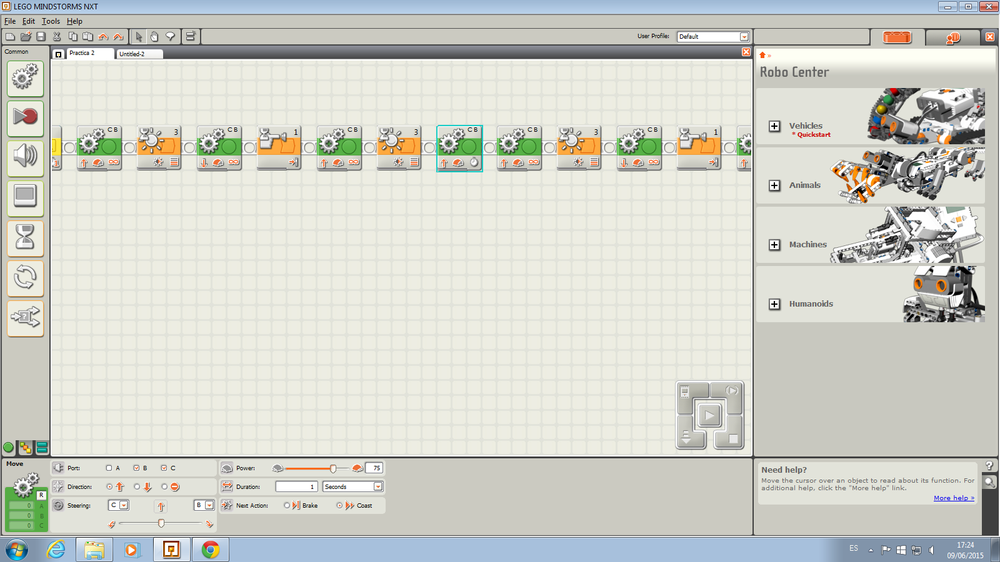 LEGO MINDSTORMS NXT
File Edit Tools Help
User Profile: Default
Common
Practica 2
Untitled-2
C B
3
C B
1
C B
3
C B
C B
3
C B
1
1
Robo Center
Vehicles
* Quickstart
Animals
Machines
Humanoids
Move
R
0 A
0 B
0 C
Port: A B C
Direction:
Steering: C B
Power: 75
Duration: 1 Seconds
Next Action: Brake Coast
Need help?
Move the cursor over an object to read about its function. For
additional help, click the "More help" link.
More help »
ES
17:24
09/06/2015